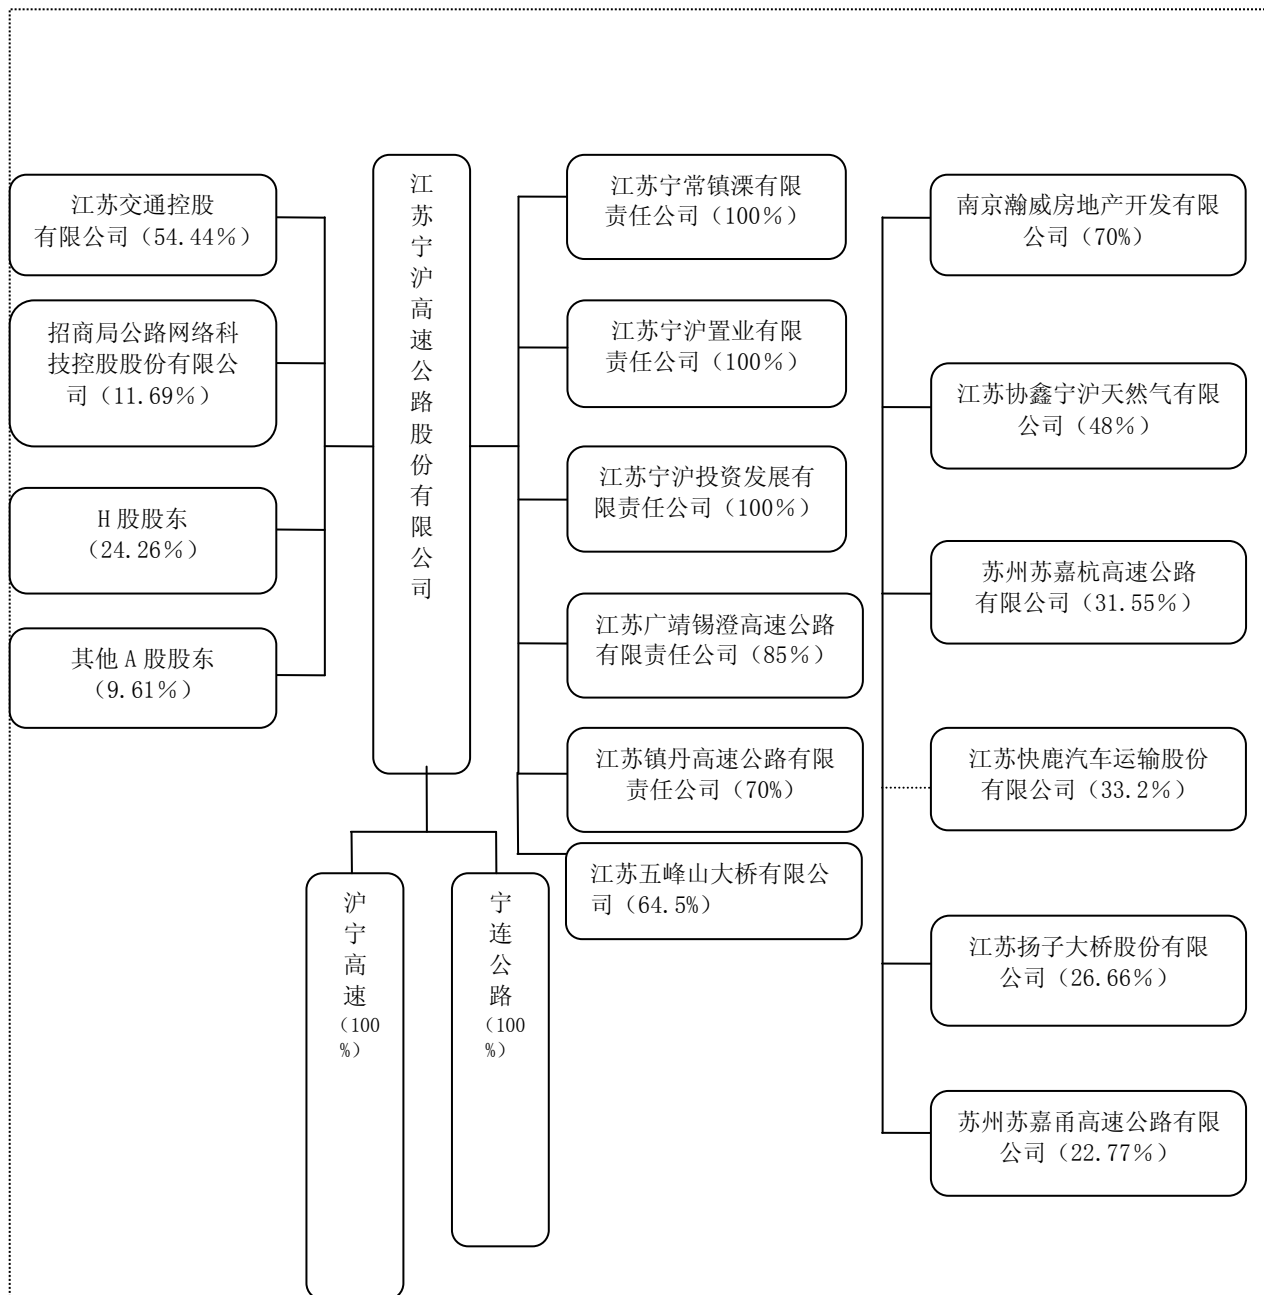 江苏交通控股
有限公司（54.44％）
招商局公路网络科
技控股股份有限公
司（11.69％）
H 股股东
（24.26％）
其他 A 股股东
（9.61％）
江
苏
宁
沪
高
速
公
路
股
份
有
限
公
司
沪
宁
高
速
（100
%）
宁
连
公
路
（100
%）
江苏宁常镇溧有限
责任公司（100％）
江苏宁沪置业有限
责任公司（100％）
江苏宁沪投资发展有
限责任公司（100％）
江苏广靖锡澄高速公路
有限责任公司（85％）
江苏镇丹高速公路有限
责任公司（70%）
江苏五峰山大桥有限公
司（64.5%）
南京瀚威房地产开发有限
公司（70%）
江苏协鑫宁沪天然气有限
公司（48％）
苏州苏嘉杭高速公路
有限公司（31.55％）
江苏快鹿汽车运输股份
有限公司（33.2％）
江苏扬子大桥股份有限
公司（26.66％）
苏州苏嘉甬高速公路有限
公司（22.77％）